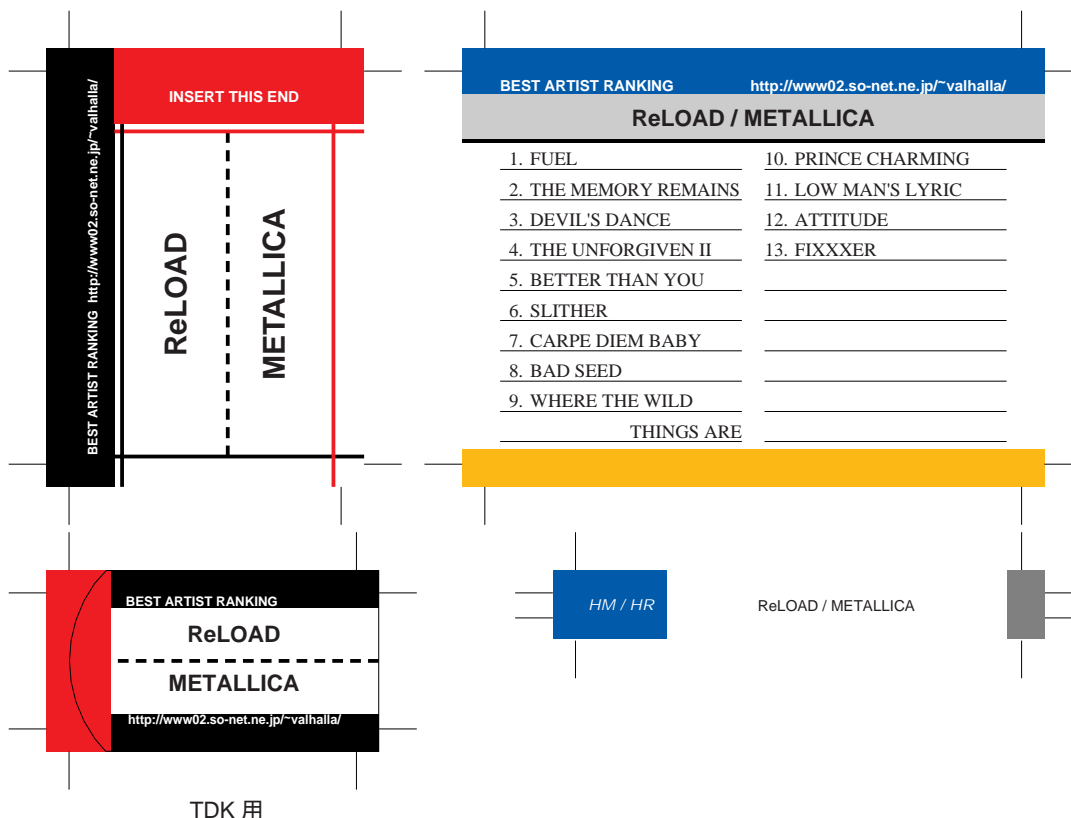 INSERT THIS END
BEST ARTIST RANKING http://www02.so-net.ne.jp/~valhalla/
ReLOAD
METALLICA
BEST ARTIST RANKING http://www02.so-net.ne.jp/~valhalla/
ReLOAD / METALLICA
1. FUEL
2. THE MEMORY REMAINS
3. DEVIL'S DANCE
4. THE UNFORGIVEN II
5. BETTER THAN YOU
6. SLITHER
7. CARPE DIEM BABY
8. BAD SEED
9. WHERE THE WILD
THINGS ARE
10. PRINCE CHARMING
11. LOW MAN'S LYRIC
12. ATTITUDE
13. FIXXXER
BEST ARTIST RANKING
ReLOAD
METALLICA
http://www02.so-net.ne.jp/~valhalla/
TDK 用
HM / HR
ReLOAD / METALLICA